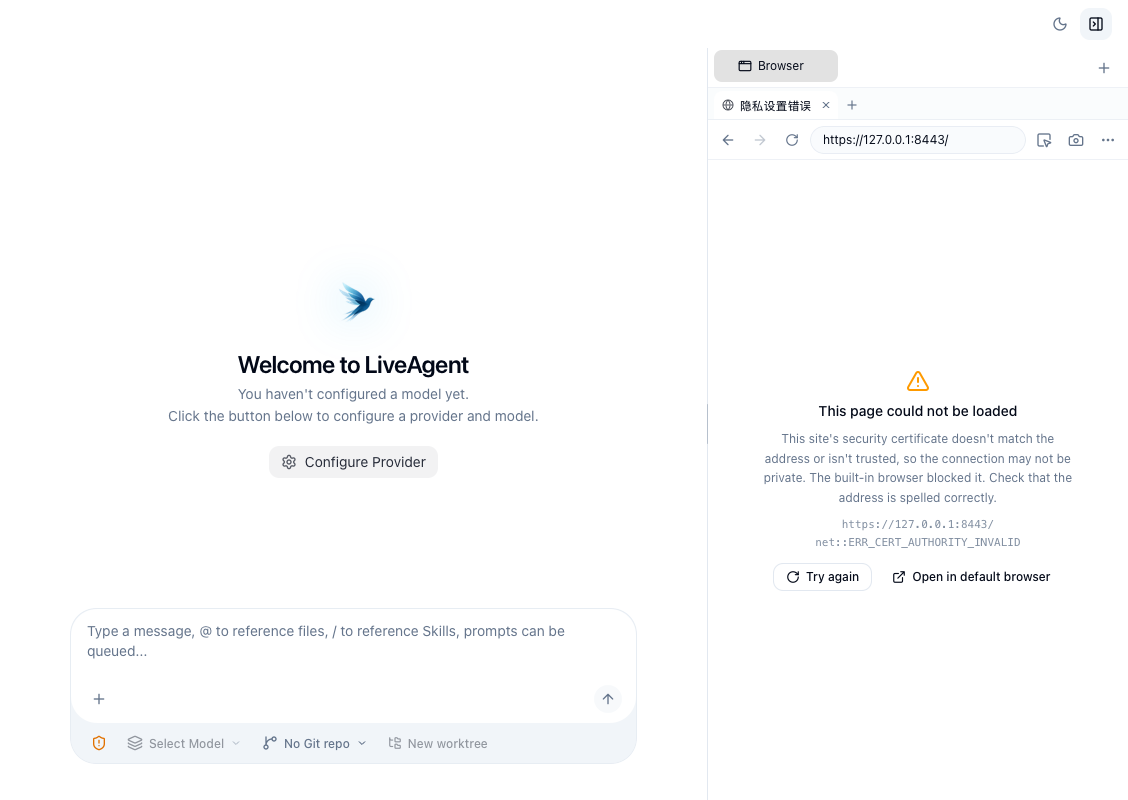 Browser
隐私设置错误
https://127.0.0.1:8443/
Welcome to LiveAgent
You haven't configured a model yet.
Click the button below to configure a provider and model.
Configure Provider
Type a message, @ to reference files, / to reference Skills, prompts can be
queued...
Select Model
No Git repo
New worktree
This page could not be loaded
This site's security certificate doesn't match the
address or isn't trusted, so the connection may not be
private. The built-in browser blocked it. Check that the
address is spelled correctly.
https://127.0.0.1:8443/
net::ERR_CERT_AUTHORITY_INVALID
Try again
Open in default browser